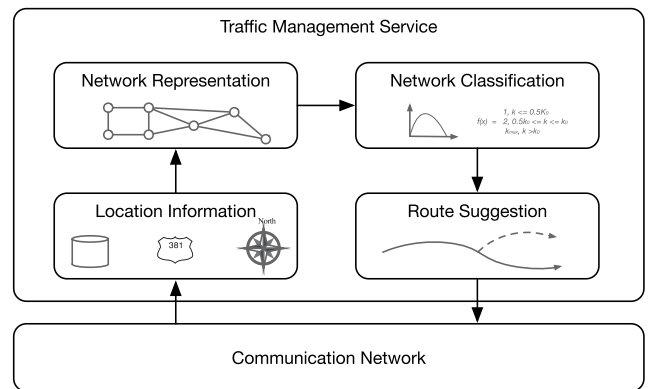 Traffic Management Service
Network Representation
Network Classification
1, k <= 0.5K₀
f(x) = 2, 0.5k₀ <= k <= k₀
kₘₐₓ, k >k₀
Location Information
North
381
Route Suggestion
Communication Network